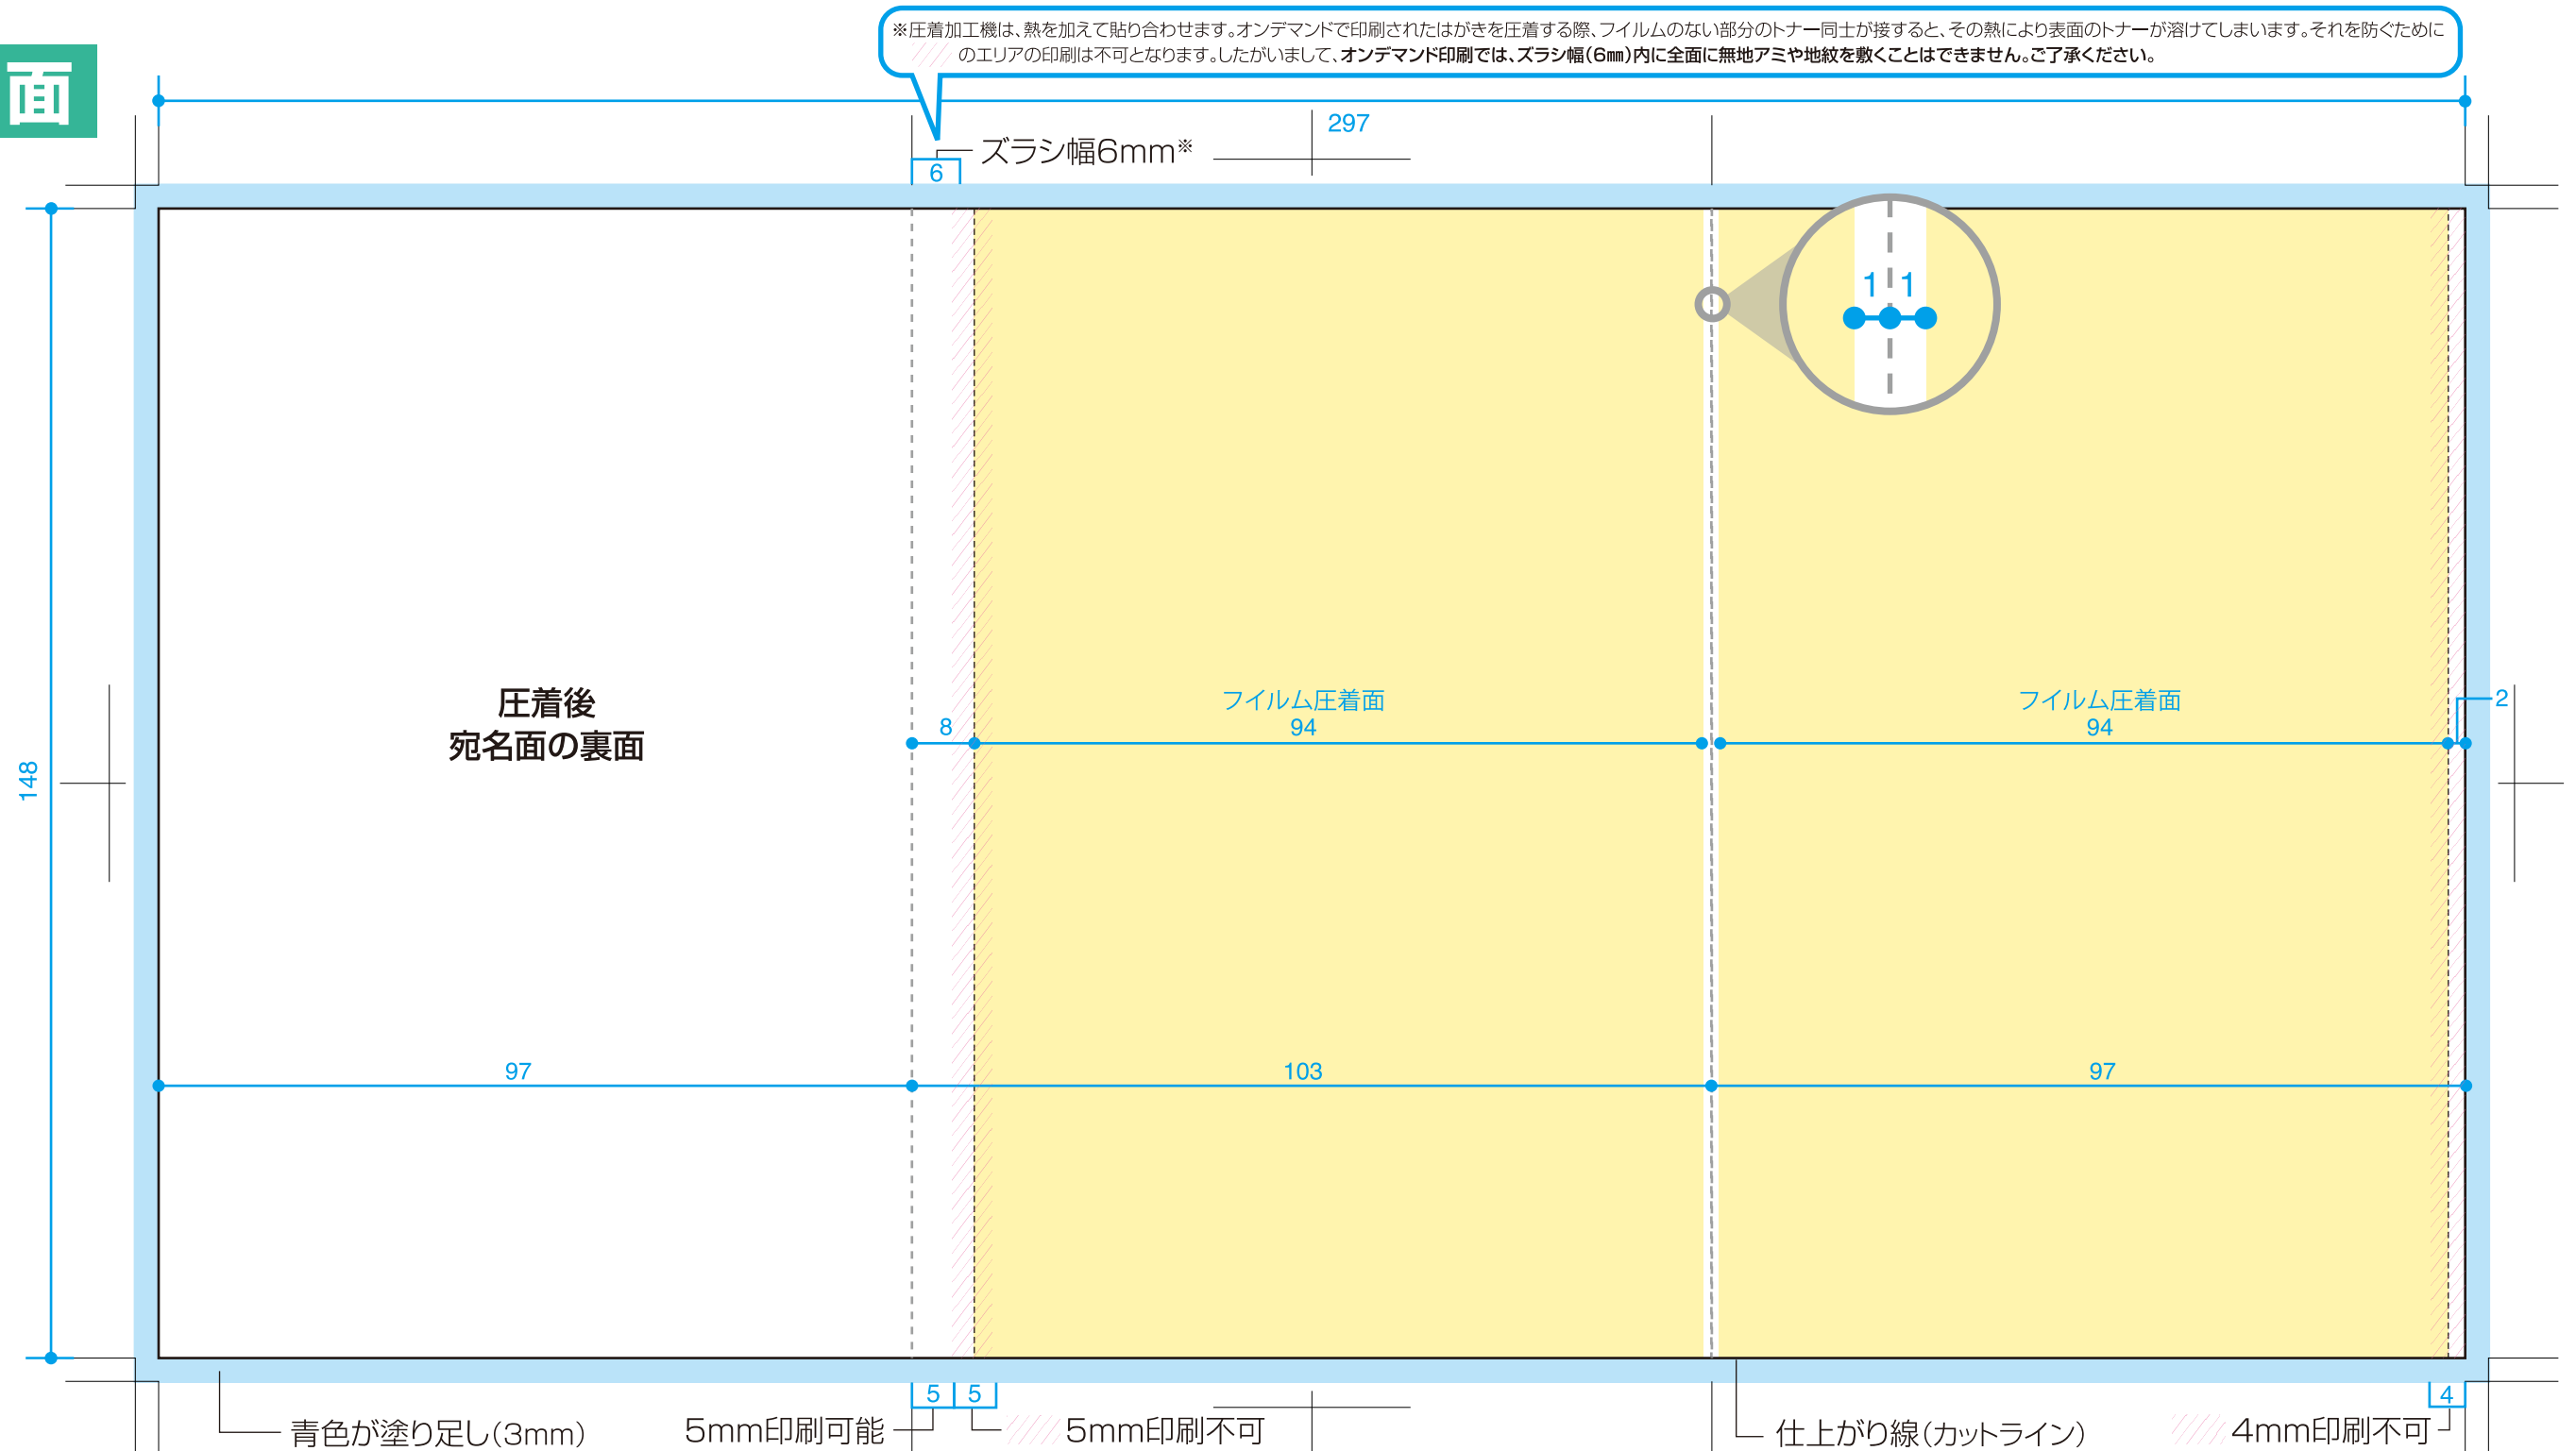 ※圧着加工機は、熱を加えて貼り合わせます。オンデマンドで印刷されたはがきを圧着する際、フイルムのない部分のトナー同士が接すると、その熱により表面のトナーが溶けてしまいます。それを防ぐために
のエリアの印刷は不可となります。したがいまして、オンデマンド印刷では、ズラシ幅(6㎜)内に全面に無地アミや地紋を敷くことはできません。ご了承ください。
面
297
ズラシ幅6mm※
6
1 1
圧着後
宛名面の裏面
フイルム圧着面
フイルム圧着面
2
8
94
94
148
97
103
97
5
5
4
青色が塗り足し(3mm)
5mm印刷可能
5mm印刷不可
仕上がり線(カットライン)
4mm印刷不可